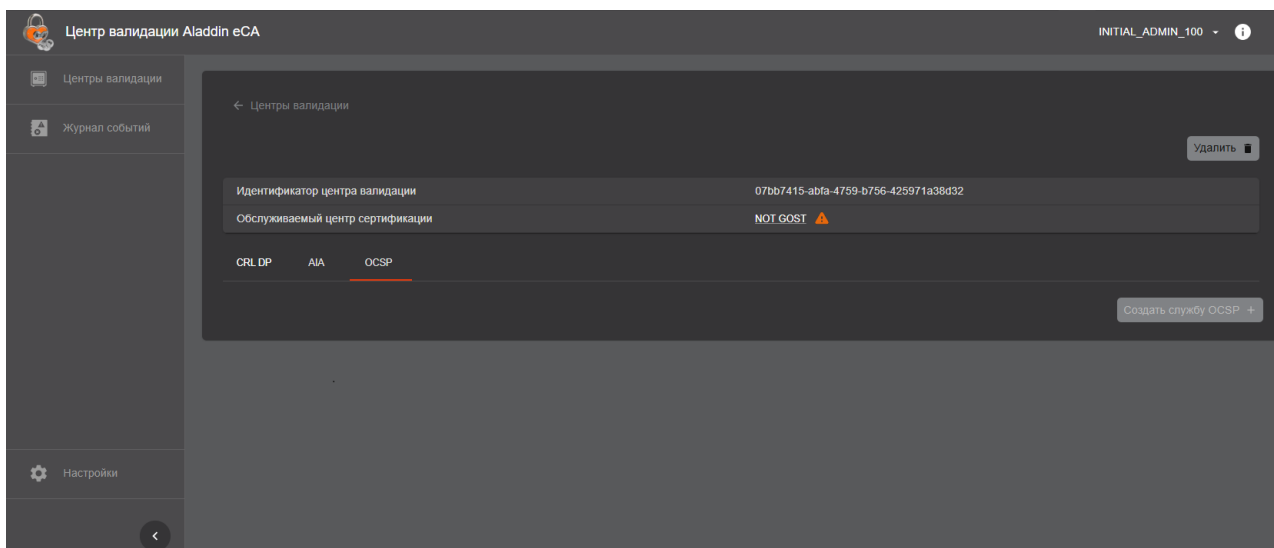 Центр валидации Aladdin eCA
INITIAL_ADMIN_100
Центры валидации
Журнал событий
Центры валидации
Удалить
Идентификатор центра валидации 07bb7415-abfa-4759-b756-425971a38d32
Обслуживаемый центр сертификации NOT GOST
CRL DP AIA OCSP
Создать службу OCSP +
Настройки